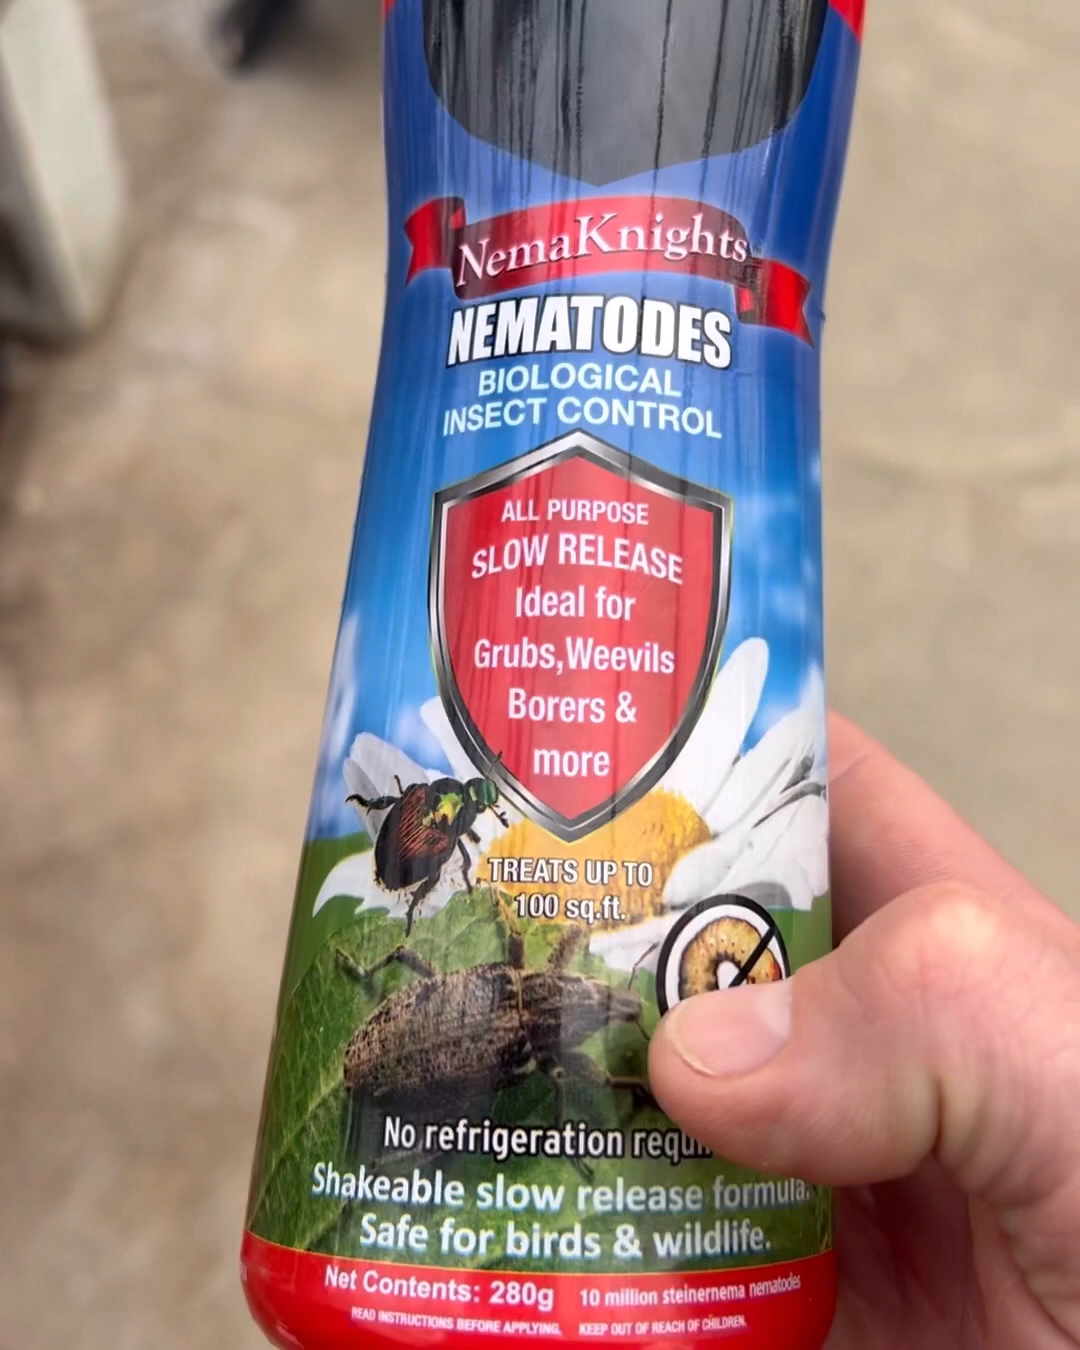 NemaKnights
NEMATODES
BIOLOGICAL
INSECT CONTROL
ALL PURPOSE
SLOW RELEASE
Ideal for
Grubs,Weevils
Borers &
more
TREATS UP TO
100 sq.ft.
No refrigeration
Shakeable slow release formula.
Safe for birds & wildlife.
Net Contents: 280g 10 million steinernema nematodes
READ INSTRUCTIONS BEFORE APPLYING. KEEP OUT OF REACH OF CHILDREN.